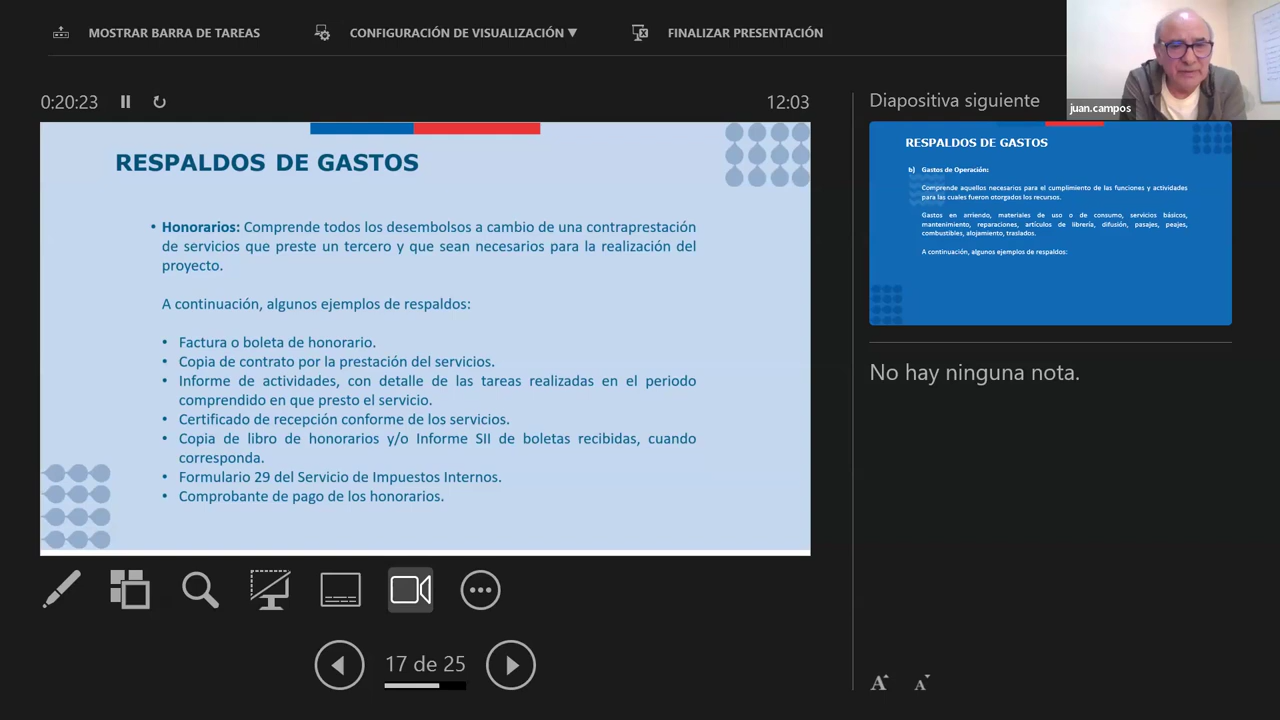 MOSTRAR BARRA DE TAREAS
CONFIGURACIÓN DE VISUALIZACIÓN ▼
FINALIZAR PRESENTACIÓN
juan.campos
0:20:23
12:03
Diapositiva siguiente
RESPALDOS DE GASTOS
• Honorarios: Comprende todos los desembolsos a cambio de una contraprestación
de servicios que preste un tercero y que sean necesarios para la realización del
proyecto.
A continuación, algunos ejemplos de respaldos:
• Factura o boleta de honorario.
• Copia de contrato por la prestación del servicios.
• Informe de actividades, con detalle de las tareas realizadas en el periodo
comprendido en que presto el servicio.
• Certificado de recepción conforme de los servicios.
• Copia de libro de honorarios y/o Informe SII de boletas recibidas, cuando
corresponda.
• Formulario 29 del Servicio de Impuestos Internos.
• Comprobante de pago de los honorarios.
RESPALDOS DE GASTOS
b) Gastos de Operación:
Comprende aquellos necesarios para el cumplimiento de las funciones y actividades
para las cuales fueron otorgados los recursos.
Gastos en arriendo, materiales de uso o de consumo, servicios básicos,
mantenimiento, reparaciones, artículos de librería, difusión, pasajes, peajes,
combustibles, alojamiento, traslados.
A continuación, algunos ejemplos de respaldos:
No hay ninguna nota.
17 de 25
A A